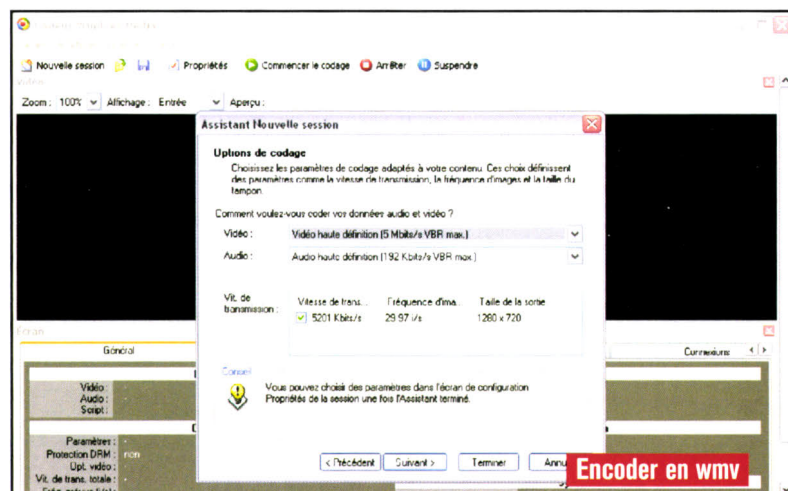 Nouvelle session Propriétés Commencer le codage Arrêter Suspendre
Zoom : 100% Affichage : Entrée Aperçu :
Assistant Nouvelle session
Options de codage
Choisissez les paramètres de codage adaptés à votre contenu. Ces choix définissent
des paramètres comme la vitesse de transmission, la fréquence d'images et la taille du
tampon.
Comment voulez-vous coder vos données audio et vidéo ?
Vidéo : Vidéo haute définition (5 Mbits/s VBR max.)
Audio : Audio haute définition (192 Kbits/s VBR max.)
Vit. de
transmission :
Vitesse de trans... Fréquence d'ima... Taille de la sortie
5201 Kbits/s 29.97 i/s 1280 x 720
Écran
Général
Connexions
Conseil
Vous pouvez choisir des paramètres dans l'écran de configuration
Propriétés de la session une fois l'Assistant terminé.
Vidéo :
Audio :
Script :
Paramètres :
Protection DRM : non
Opt. vidéo :
Vit. de trans. totale :
< Précédent Suivant > Terminer Annu
Encoder en wmv